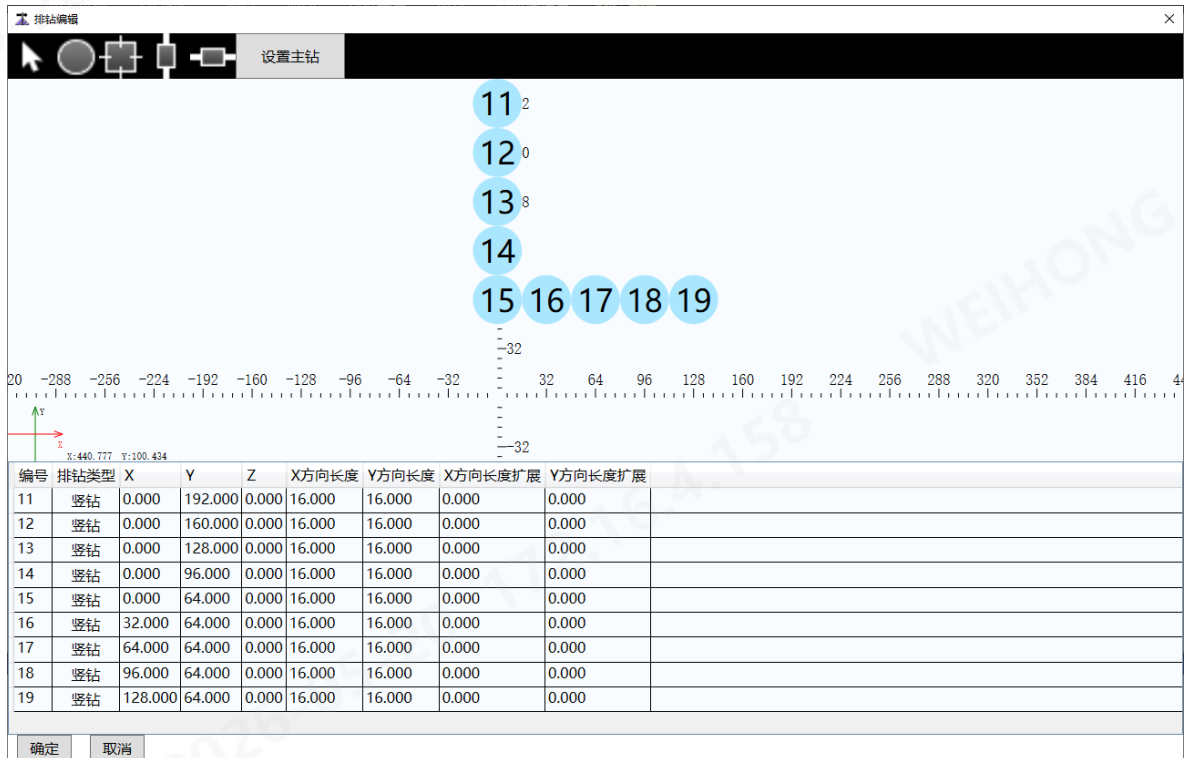 排钻编辑
设置主钻
11 2
12 0
13 8
14
15 16 17 18 19
-32
20 -288 -256 -224 -192 -160 -128 -96 -64 -32 32 64 96 128 160 192 224 256 288 320 352 384 416 4
Y
X
X:440.777 Y:100.434
-32
编号 排钻类型 X Y Z X方向长度 Y方向长度 X方向长度扩展 Y方向长度扩展
11 竖钻 0.000 192.000 0.000 16.000 16.000 0.000 0.000
12 竖钻 0.000 160.000 0.000 16.000 16.000 0.000 0.000
13 竖钻 0.000 128.000 0.000 16.000 16.000 0.000 0.000
14 竖钻 0.000 96.000 0.000 16.000 16.000 0.000 0.000
15 竖钻 0.000 64.000 0.000 16.000 16.000 0.000 0.000
16 竖钻 32.000 64.000 0.000 16.000 16.000 0.000 0.000
17 竖钻 64.000 64.000 0.000 16.000 16.000 0.000 0.000
18 竖钻 96.000 64.000 0.000 16.000 16.000 0.000 0.000
19 竖钻 128.000 64.000 0.000 16.000 16.000 0.000 0.000
确定 取消
WEIHONG